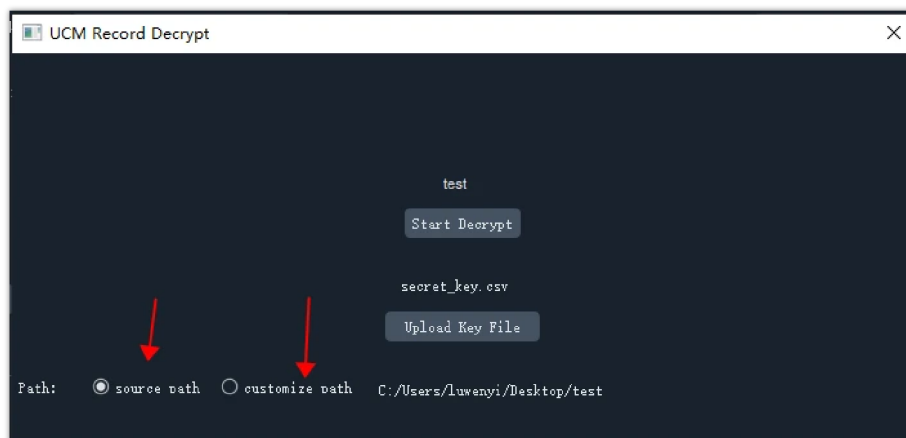 UCM Record Decrypt
test
Start Decrypt
secret_key.csv
Upload Key File
Path: source path customize path C:/Users/luwenyi/Desktop/test